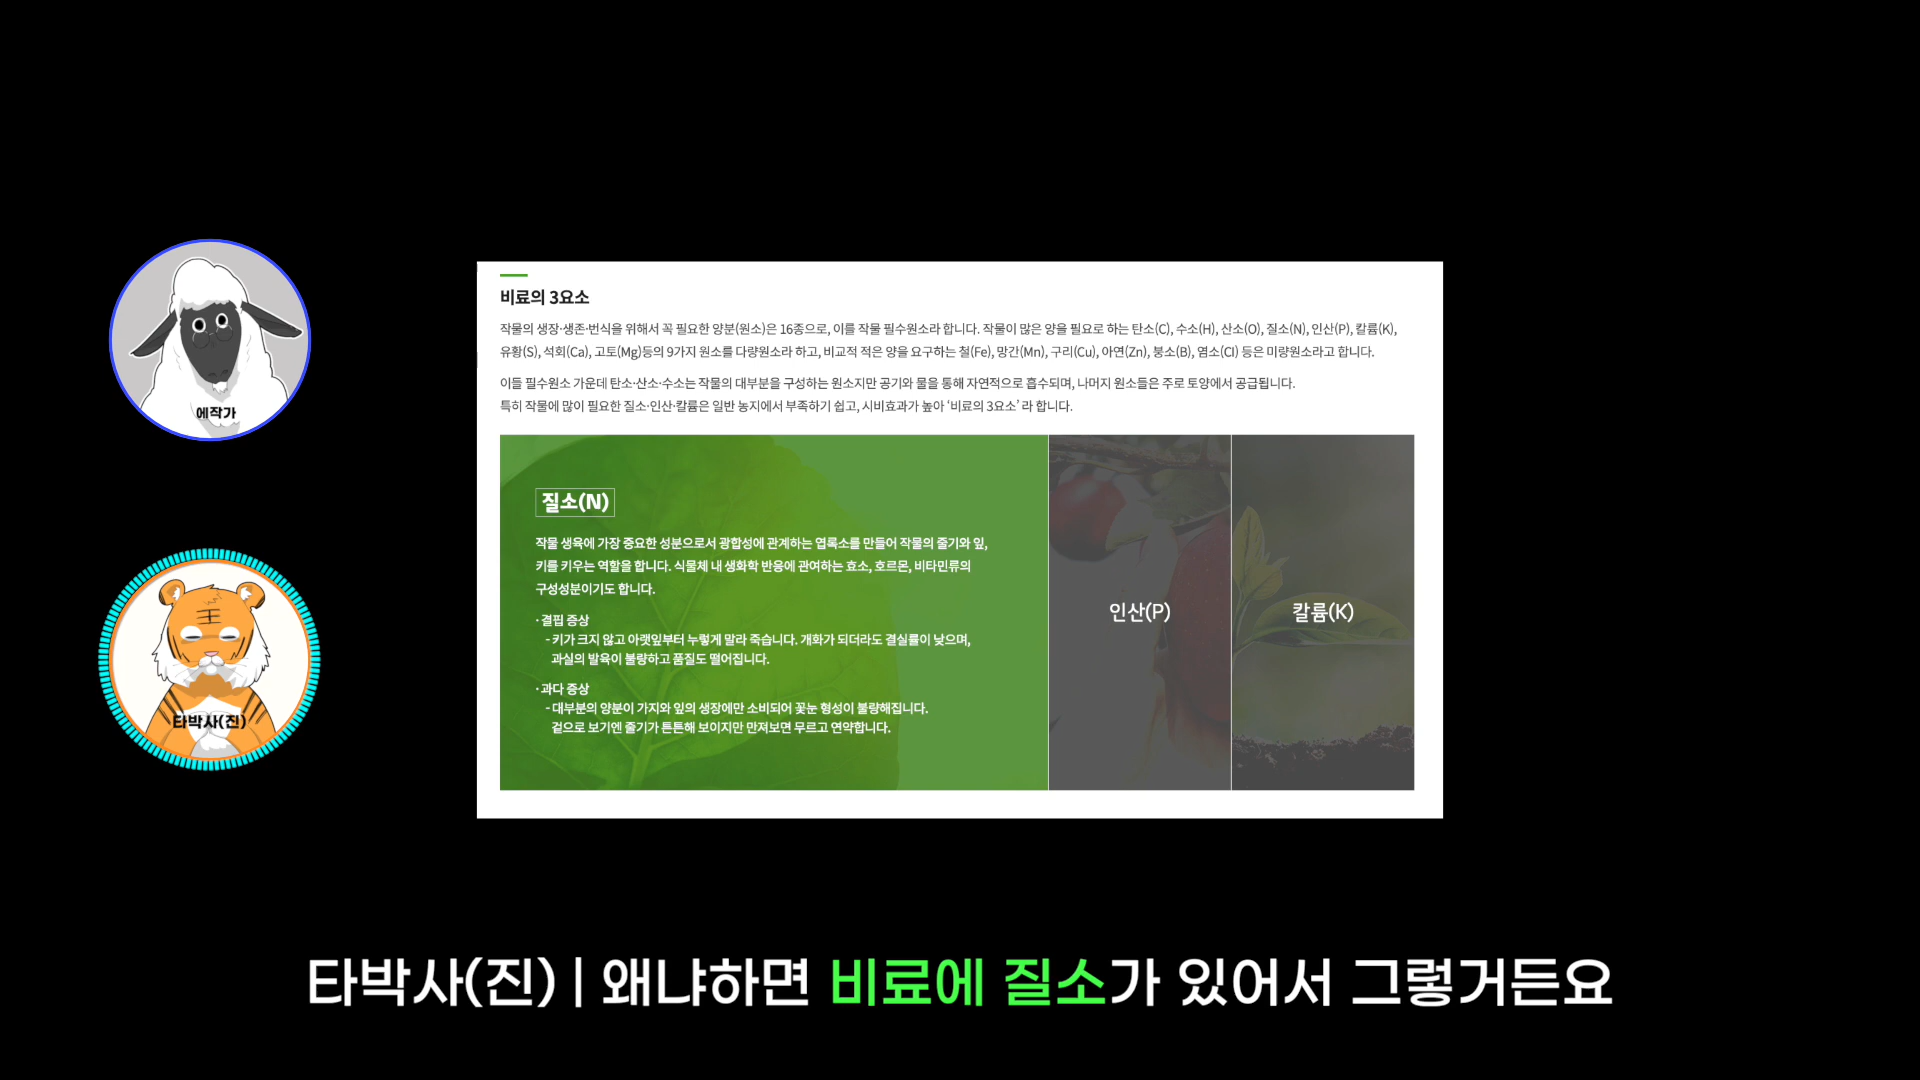 비료의 3요소
작물의 생장·생존·번식을 위해서 꼭 필요한 양분(원소)은 16종으로, 이를 작물 필수원소라 합니다. 작물이 많은 양을 필요로 하는 탄소(C), 수소(H), 산소(O), 질소(N), 인산(P), 칼륨(K),
유황(S), 석회(Ca), 고토(Mg)등의 9가지 원소를 다량원소라 하고, 비교적 적은 양을 요구하는 철(Fe), 망간(Mn), 구리(Cu), 아연(Zn), 붕소(B), 염소(Cl) 등은 미량원소라고 합니다.
이들 필수원소 가운데 탄소·산소·수소는 작물의 대부분을 구성하는 원소지만 공기와 물을 통해 자연적으로 흡수되며, 나머지 원소들은 주로 토양에서 공급됩니다.
특히 작물에 많이 필요한 질소·인산·칼륨은 일반 농지에서 부족하기 쉽고, 시비효과가 높아 ‘비료의 3요소’ 라 합니다.
질소(N)
작물 생육에 가장 중요한 성분으로서 광합성에 관계하는 엽록소를 만들어 작물의 줄기와 잎,
키를 키우는 역할을 합니다. 식물체 내 생화학 반응에 관여하는 효소, 호르몬, 비타민류의
구성성분이기도 합니다.
· 결핍 증상
- 키가 크지 않고 아랫잎부터 누렇게 말라 죽습니다. 개화가 되더라도 결실률이 낮으며,
과실의 발육이 불량하고 품질도 떨어집니다.
· 과다 증상
- 대부분의 양분이 가지와 잎의 생장에만 소비되어 꽃눈 형성이 불량해집니다.
겉으로 보기엔 줄기가 튼튼해 보이지만 만져보면 무르고 연약합니다.
인산(P)
칼륨(K)
에작가
타박사(진)
타박사(진) | 왜냐하면 비료에 질소가 있어서 그렇거든요